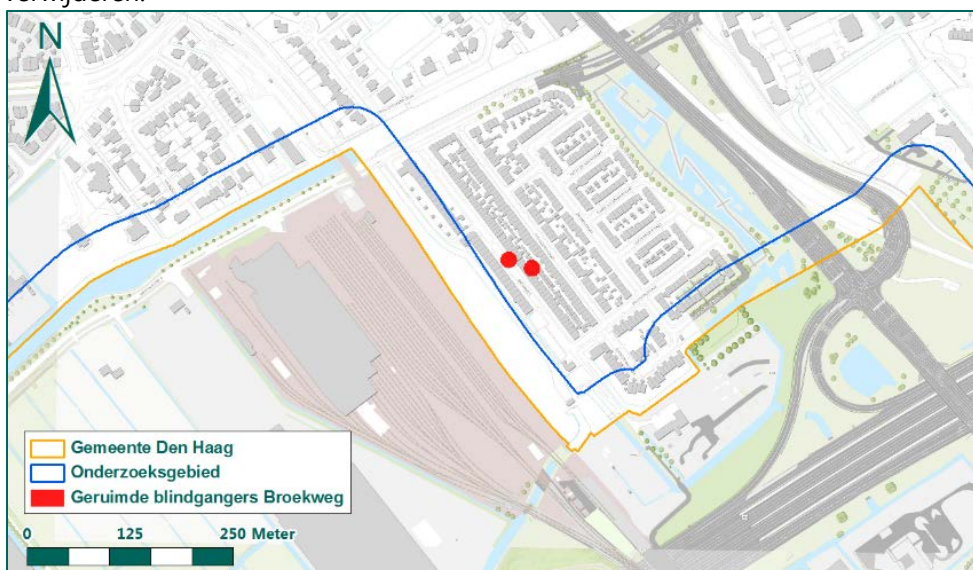 N
Gemeente Den Haag
Onderzoeksgebied
Geruimde blindgangers Broekweg
0 125 250 Meter